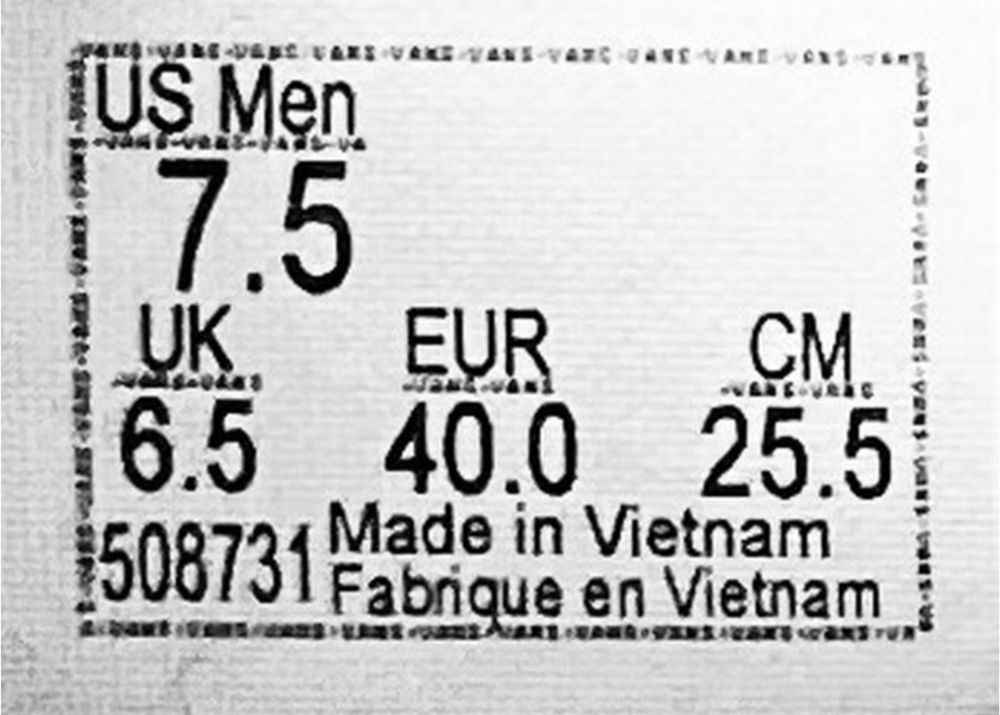 US Men
7.5
UK EUR CM
6.5 40.0 25.5
508731 Made in Vietnam
Fabrique en Vietnam